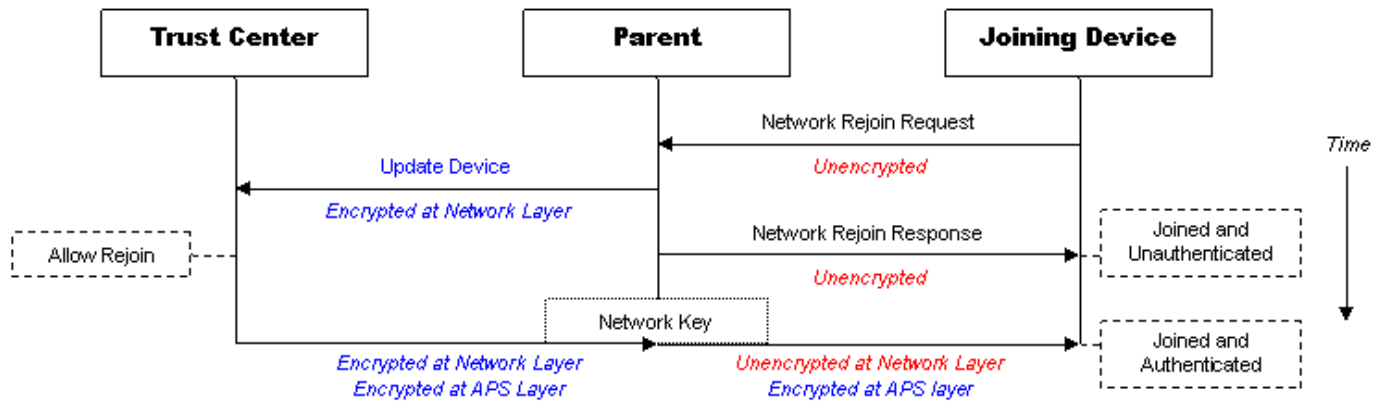 Trust Center
Parent
Joining Device
Network Rejoin Request
Unencrypted
Time
Update Device
Encrypted at Network Layer
Network Rejoin Response
Unencrypted
Joined and
Unauthenticated
Allow Rejoin
Network Key
Encrypted at Network Layer
Encrypted at APS Layer
Unencrypted at Network Layer
Encrypted at APS layer
Joined and
Authenticated